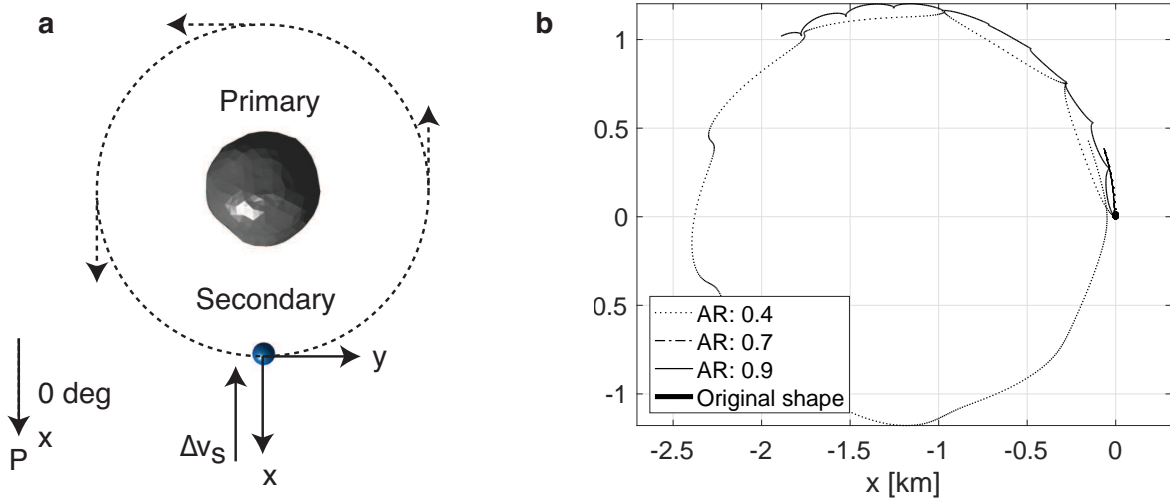 a
Primary
Secondary
y
0 deg
x
P
Δvs
x
b
1
0.5
0
0.5
-1
AR: 0.4
AR: 0.7
AR: 0.9
Original shape
-2.5
-2
-1.5
-1
-0.5
0
x [km]